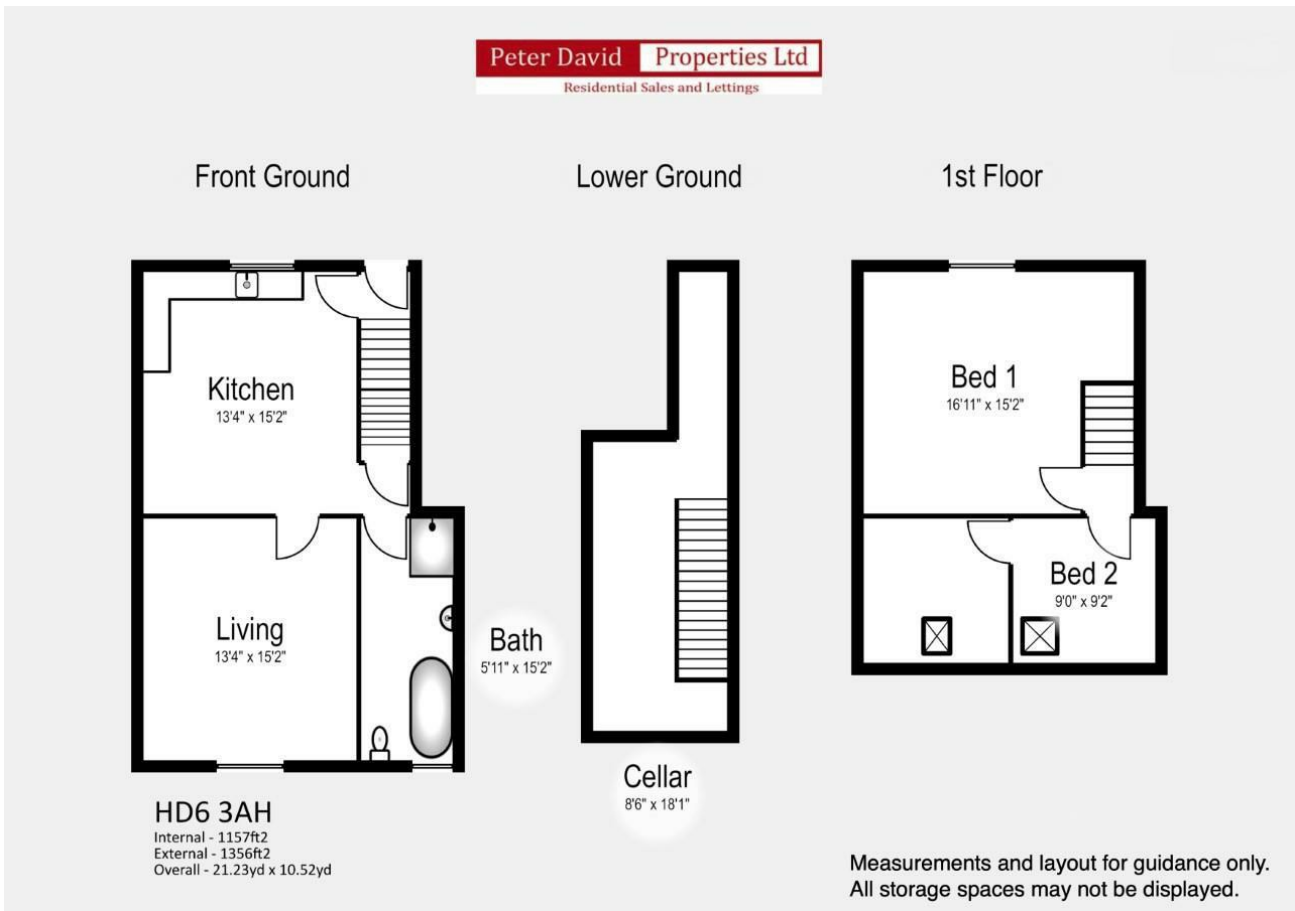 Peter David Properties Ltd
Residential Sales and Lettings
Front Ground
Lower Ground
1st Floor
Kitchen
13'4" x 15'2"
Living
13'4" x 15'2"
Bath
5'11" x 15'2"
Cellar
8'6" x 18'1"
Bed 1
16'11" x 15'2"
Bed 2
9'0" x 9'2"
HD6 3AH
Internal - 1157ft2
External - 1356ft2
Overall - 21.23yd x 10.52yd
Measurements and layout for guidance only.
All storage spaces may not be displayed.